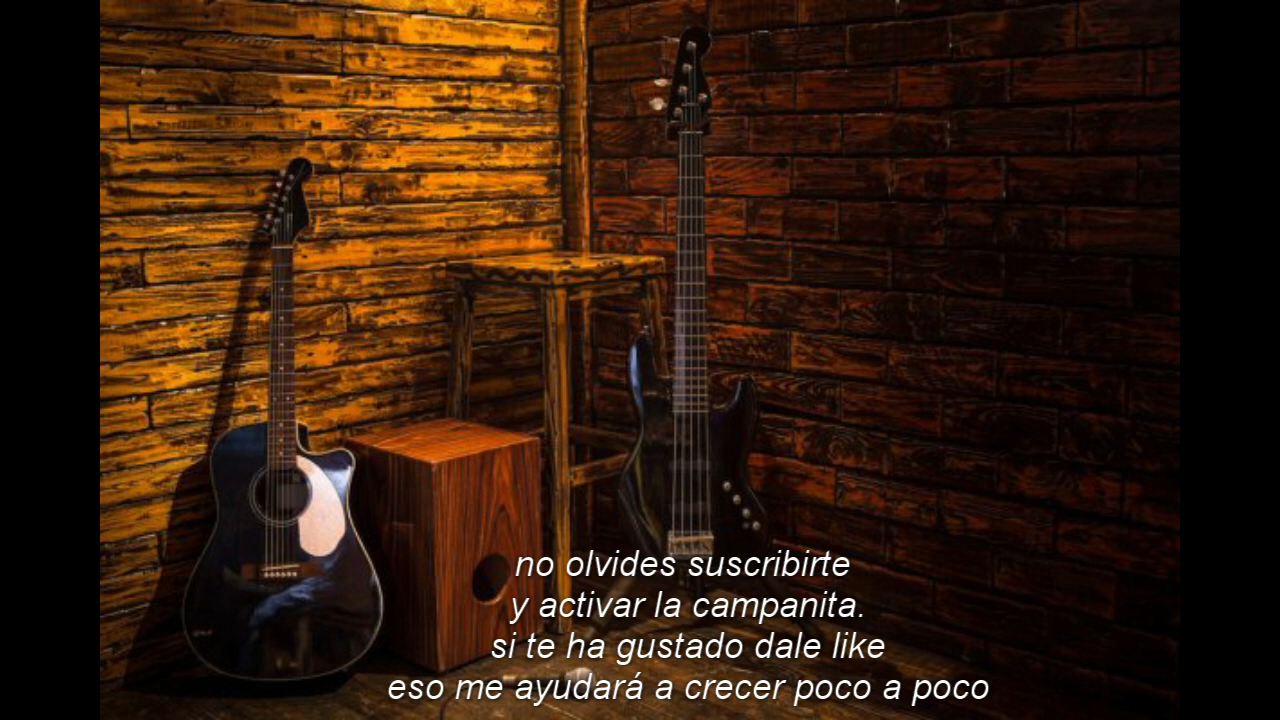 no olvides suscribirte
y activar la campanita.
si te ha gustado dale like
eso me ayudará a crecer poco a poco